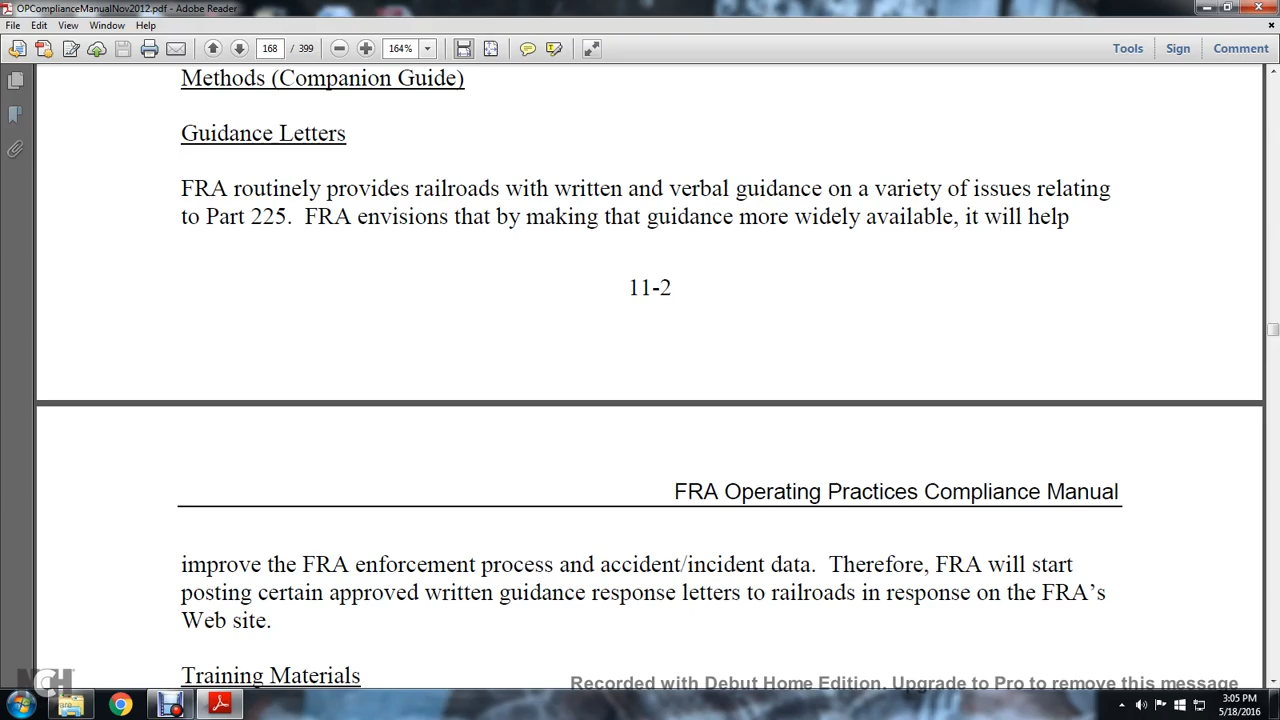 OPComplianceManualNov2012.pdf - Adobe Reader
File Edit View Window Help
168 / 399 164% Tools Sign Comment
Methods (Companion Guide)
Guidance Letters
FRA routinely provides railroads with written and verbal guidance on a variety of issues relating
to Part 225. FRA envisions that by making that guidance more widely available, it will help
11-2
FRA Operating Practices Compliance Manual
improve the FRA enforcement process and accident/incident data. Therefore, FRA will start
posting certain approved written guidance response letters to railroads in response on the FRA's
Web site.
Training Materials
NCH
Recorded with Debut Home Edition. Upgrade to Pro to remove this message
3:05 PM
5/18/2016